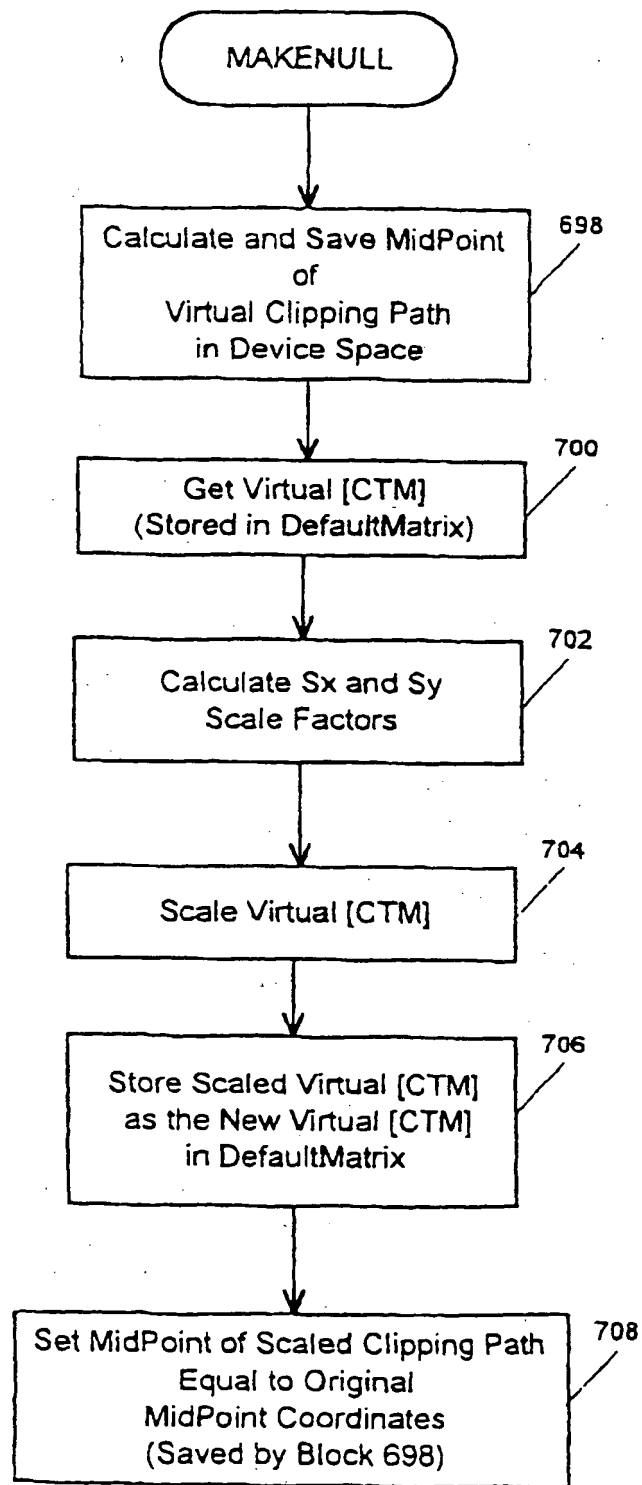 MAKENULL
698
Calculate and Save MidPoint
of
Virtual Clipping Path
in Device Space
700
Get Virtual [CTM]
(Stored in DefaultMatrix)
702
Calculate Sx and Sy
Scale Factors
704
Scale Virtual [CTM]
706
Store Scaled Virtual [CTM]
as the New Virtual [CTM]
in DefaultMatrix
708
Set MidPoint of Scaled Clipping Path
Equal to Original
MidPoint Coordinates
(Saved by Block 698)